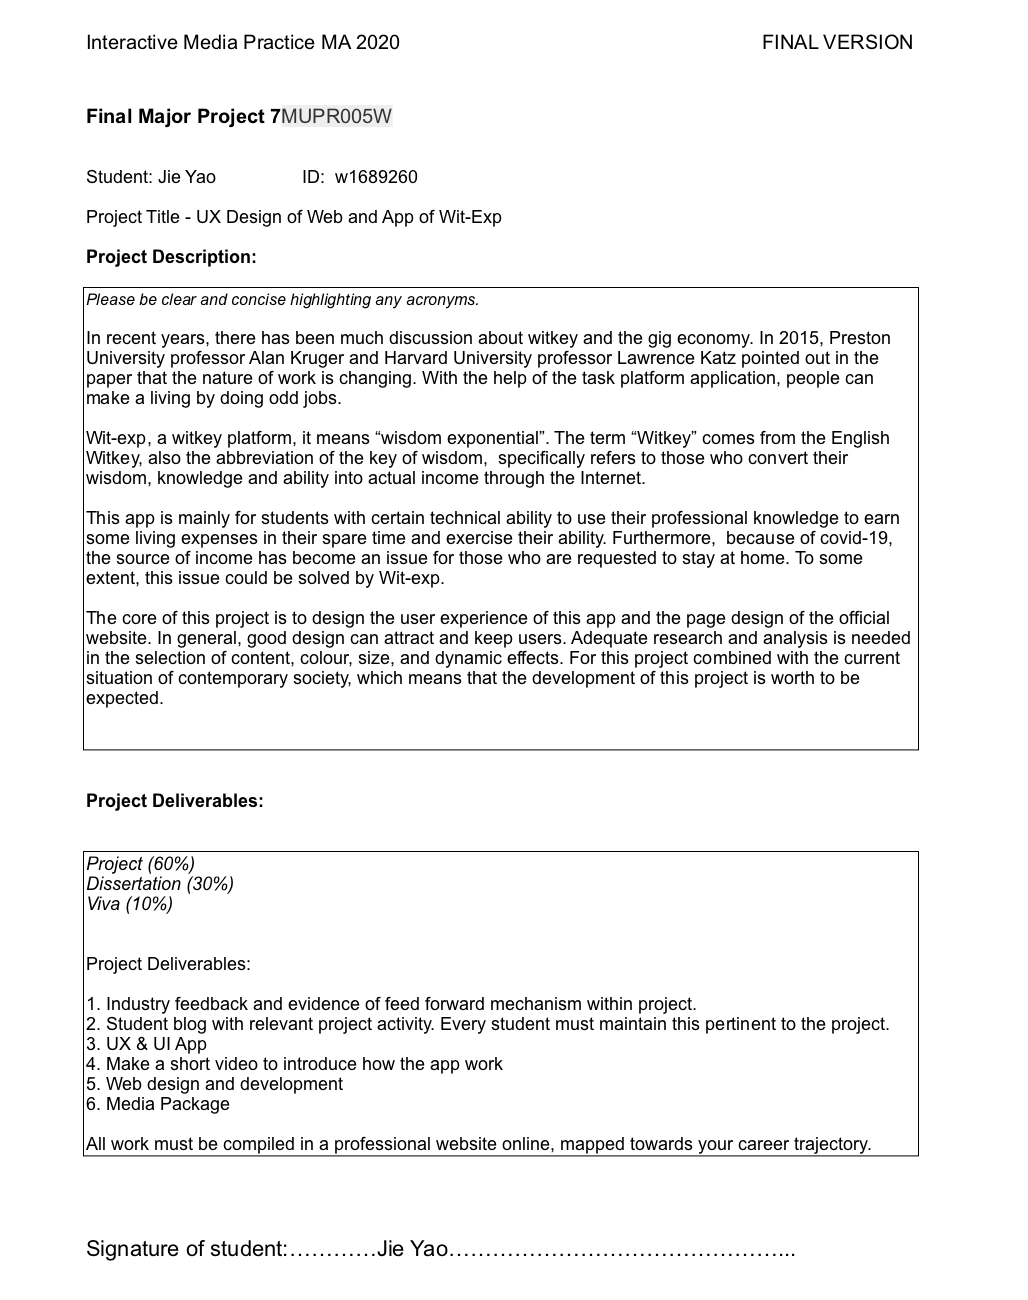 Interactive Media Practice MA 2020 FINAL VERSION
Final Major Project 7MUPR005W
Student: Jie Yao ID: w1689260
Project Title - UX Design of Web and App of Wit-Exp
Project Description:
Please be clear and concise highlighting any acronyms.
In recent years, there has been much discussion about witkey and the gig economy. In 2015, Preston
University professor Alan Kruger and Harvard University professor Lawrence Katz pointed out in the
paper that the nature of work is changing. With the help of the task platform application, people can
make a living by doing odd jobs.
Wit-exp, a witkey platform, it means “wisdom exponential”. The term “Witkey” comes from the English
Witkey, also the abbreviation of the key of wisdom,  specifically refers to those who convert their
wisdom, knowledge and ability into actual income through the Internet.
This app is mainly for students with certain technical ability to use their professional knowledge to earn
some living expenses in their spare time and exercise their ability. Furthermore,  because of covid-19,
the source of income has become an issue for those who are requested to stay at home. To some
extent, this issue could be solved by Wit-exp.
The core of this project is to design the user experience of this app and the page design of the official
website. In general, good design can attract and keep users. Adequate research and analysis is needed
in the selection of content, colour, size, and dynamic effects. For this project combined with the current
situation of contemporary society, which means that the development of this project is worth to be
expected.
Project Deliverables:
Project (60%)
Dissertation (30%)
Viva (10%)
Project Deliverables:
1. Industry feedback and evidence of feed forward mechanism within project.
2. Student blog with relevant project activity. Every student must maintain this pertinent to the project.
3. UX & UI App
4. Make a short video to introduce how the app work
5. Web design and development
6. Media Package
All work must be compiled in a professional website online, mapped towards your career trajectory.
Signature of student:…………Jie Yao………………………………………...